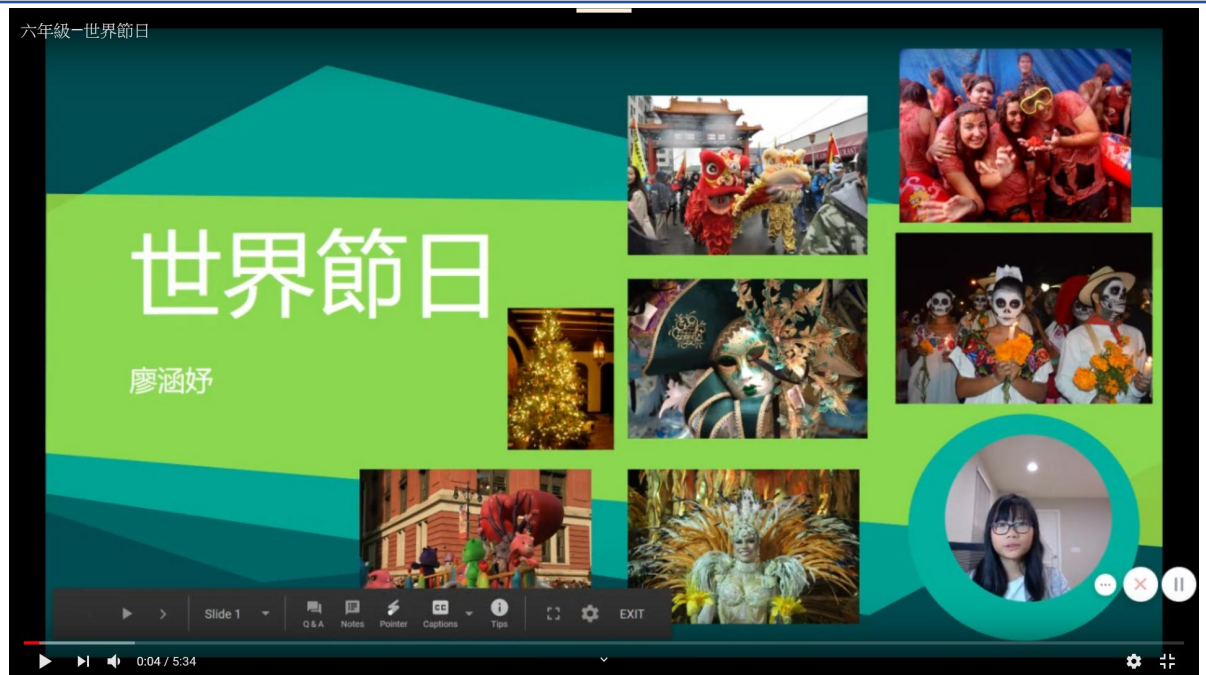 六年級—世界節日
世界節日
廖涵妤
Slide 1
Q & A
Notes
Pointer
CC
Captions
Tips
EXIT
0:04 / 5:34